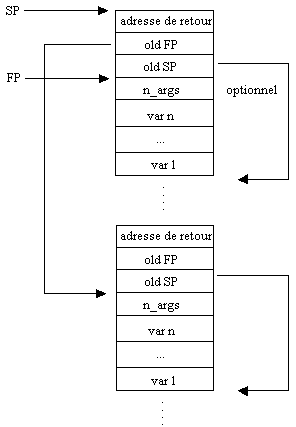 SP
adresse de retour
old FP
old SP
FP
n_args
optionnel
var n
...
var 1
adresse de retour
old FP
old SP
n_args
var n
...
var 1